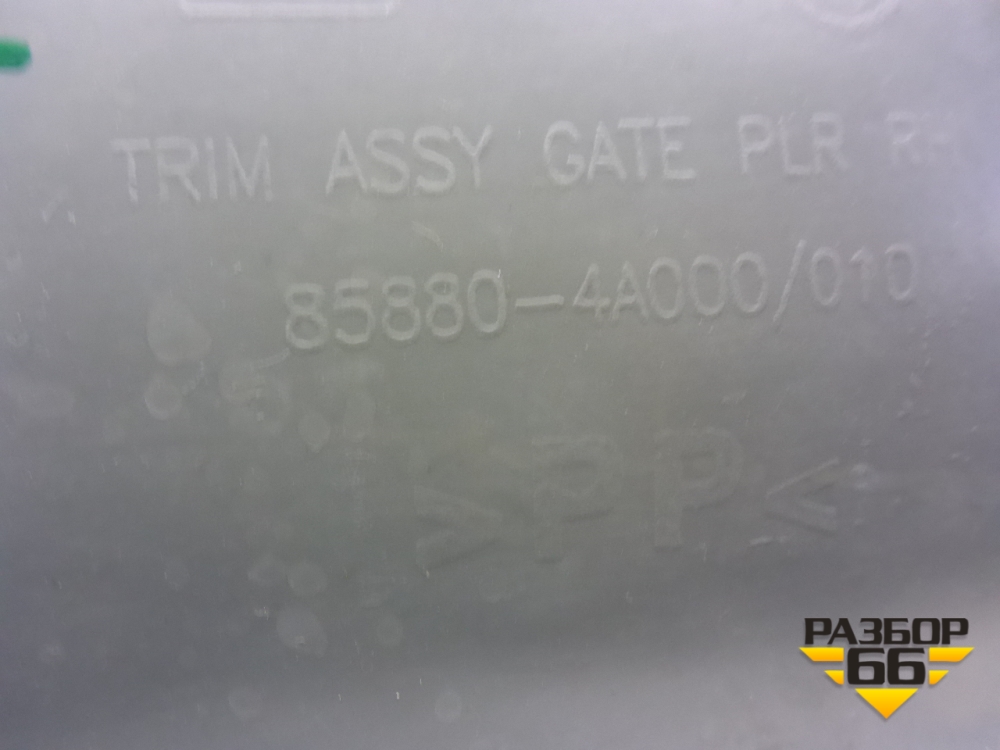 TRIM ASSY GATE PLR RH
85880-4A000/010
>PP<
РАЗБОР
66